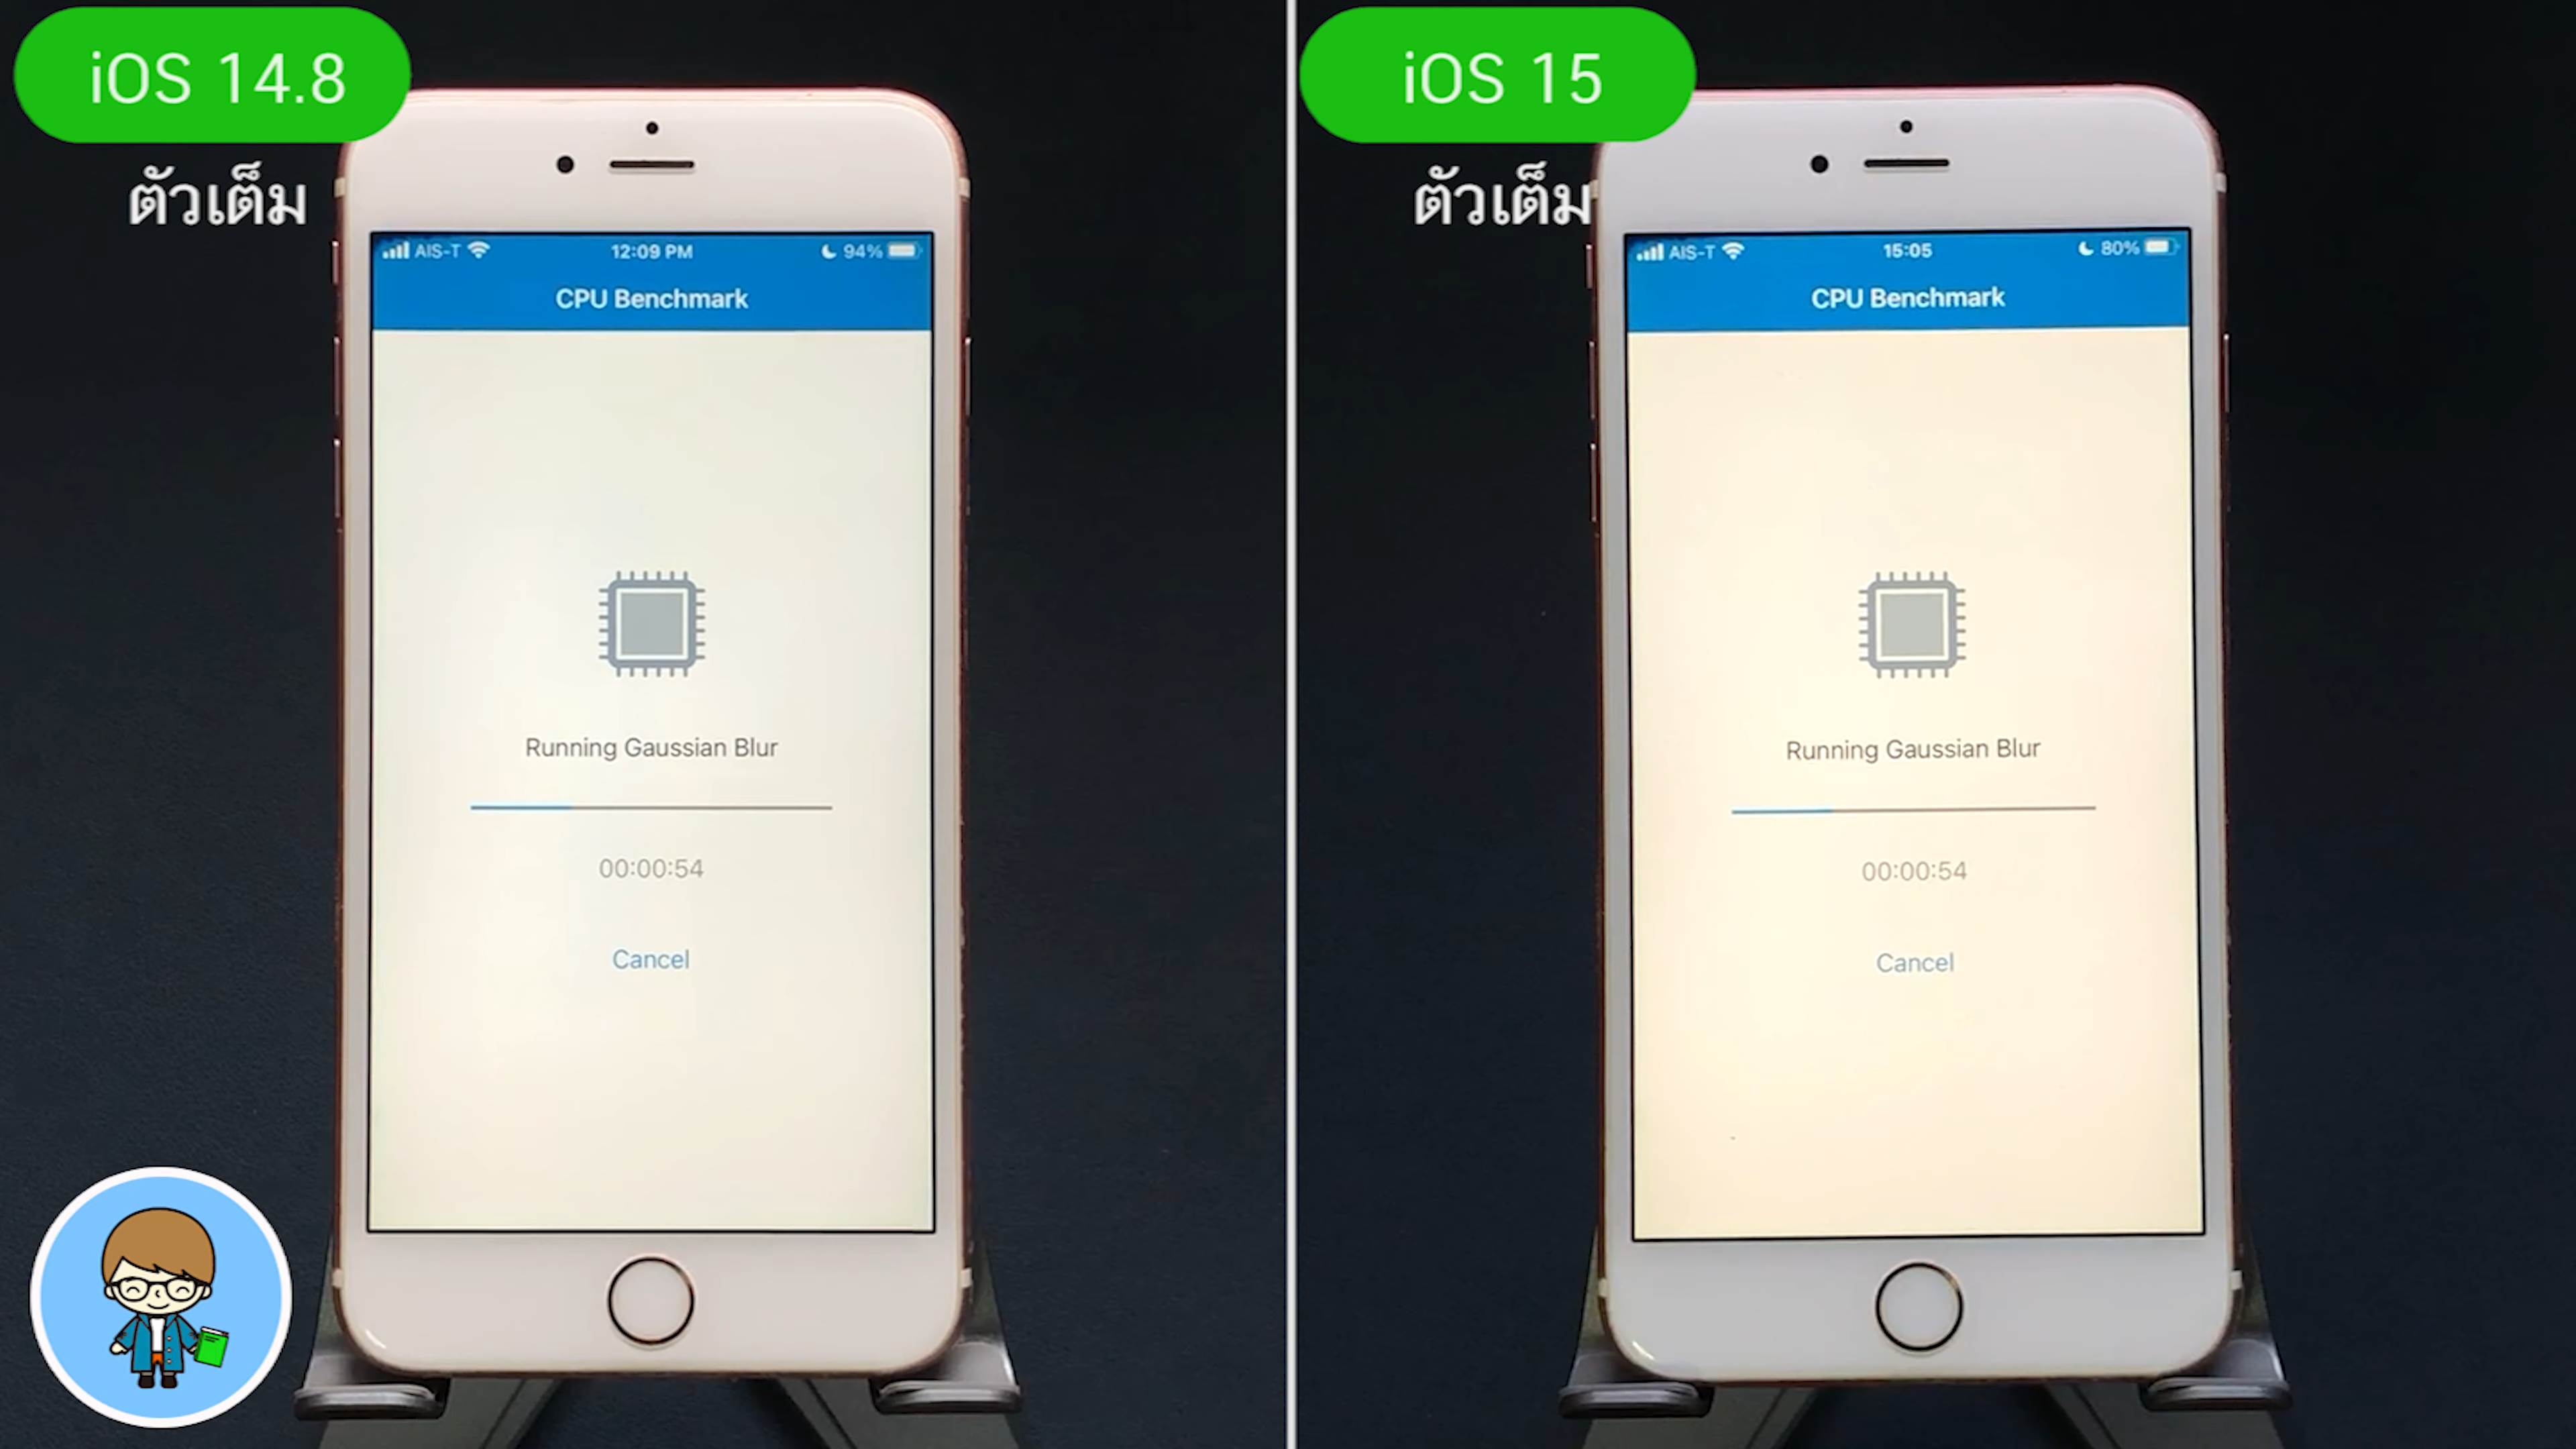 iOS 14.8
ตัวเต็ม
AIS-T 12:09 PM 94%
CPU Benchmark
Running Gaussian Blur
00:00:54
Cancel
iOS 15
ตัวเต็ม
AIS-T 15:05 80%
CPU Benchmark
Running Gaussian Blur
00:00:54
Cancel